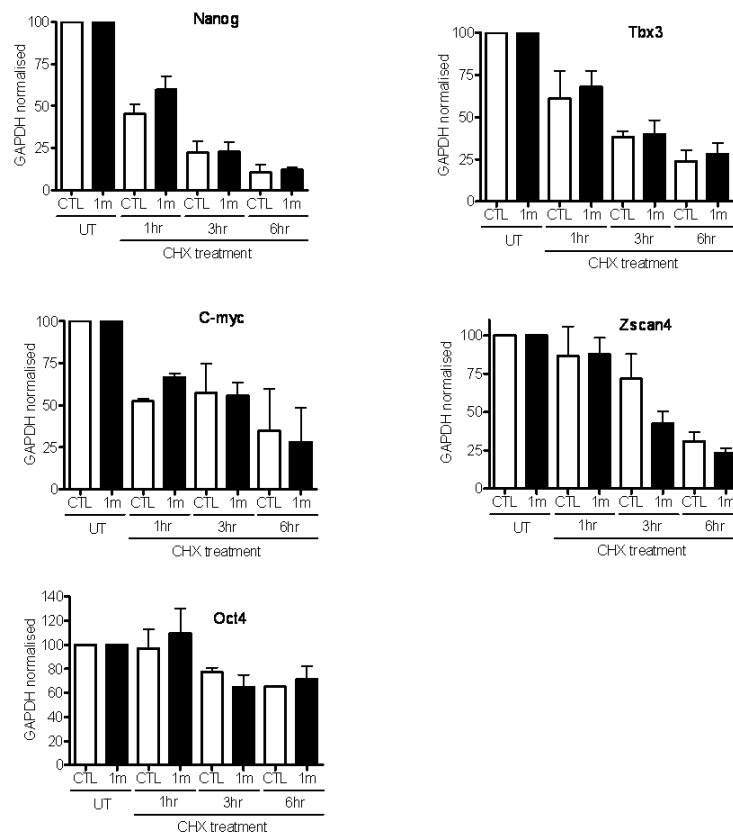 Nanog
GAPDH normalised
100
75
50
25
0
CTL 1m CTL 1m CTL 1m CTL 1m
UT 1hr 3hr 6hr
CHX treatment
Tbx3
GAPDH normalised
100
75
50
25
0
CTL 1m CTL 1m CTL 1m CTL 1m
UT 1hr 3hr 6hr
CHX treatment
C-myc
GAPDH normalised
100
75
50
25
0
CTL 1m CTL 1m CTL 1m CTL 1m
UT 1hr 3hr 6hr
CHX treatment
Zscan4
GAPDH normalised
100
75
50
25
0
CTL 1m CTL 1m CTL 1m CTL 1m
UT 1hr 3hr 6hr
CHX treatment
Oct4
GAPDH normalised
140
120
100
80
60
40
20
0
CTL 1m CTL 1m CTL 1m CTL 1m
UT 1hr 3hr 6hr
CHX treatment